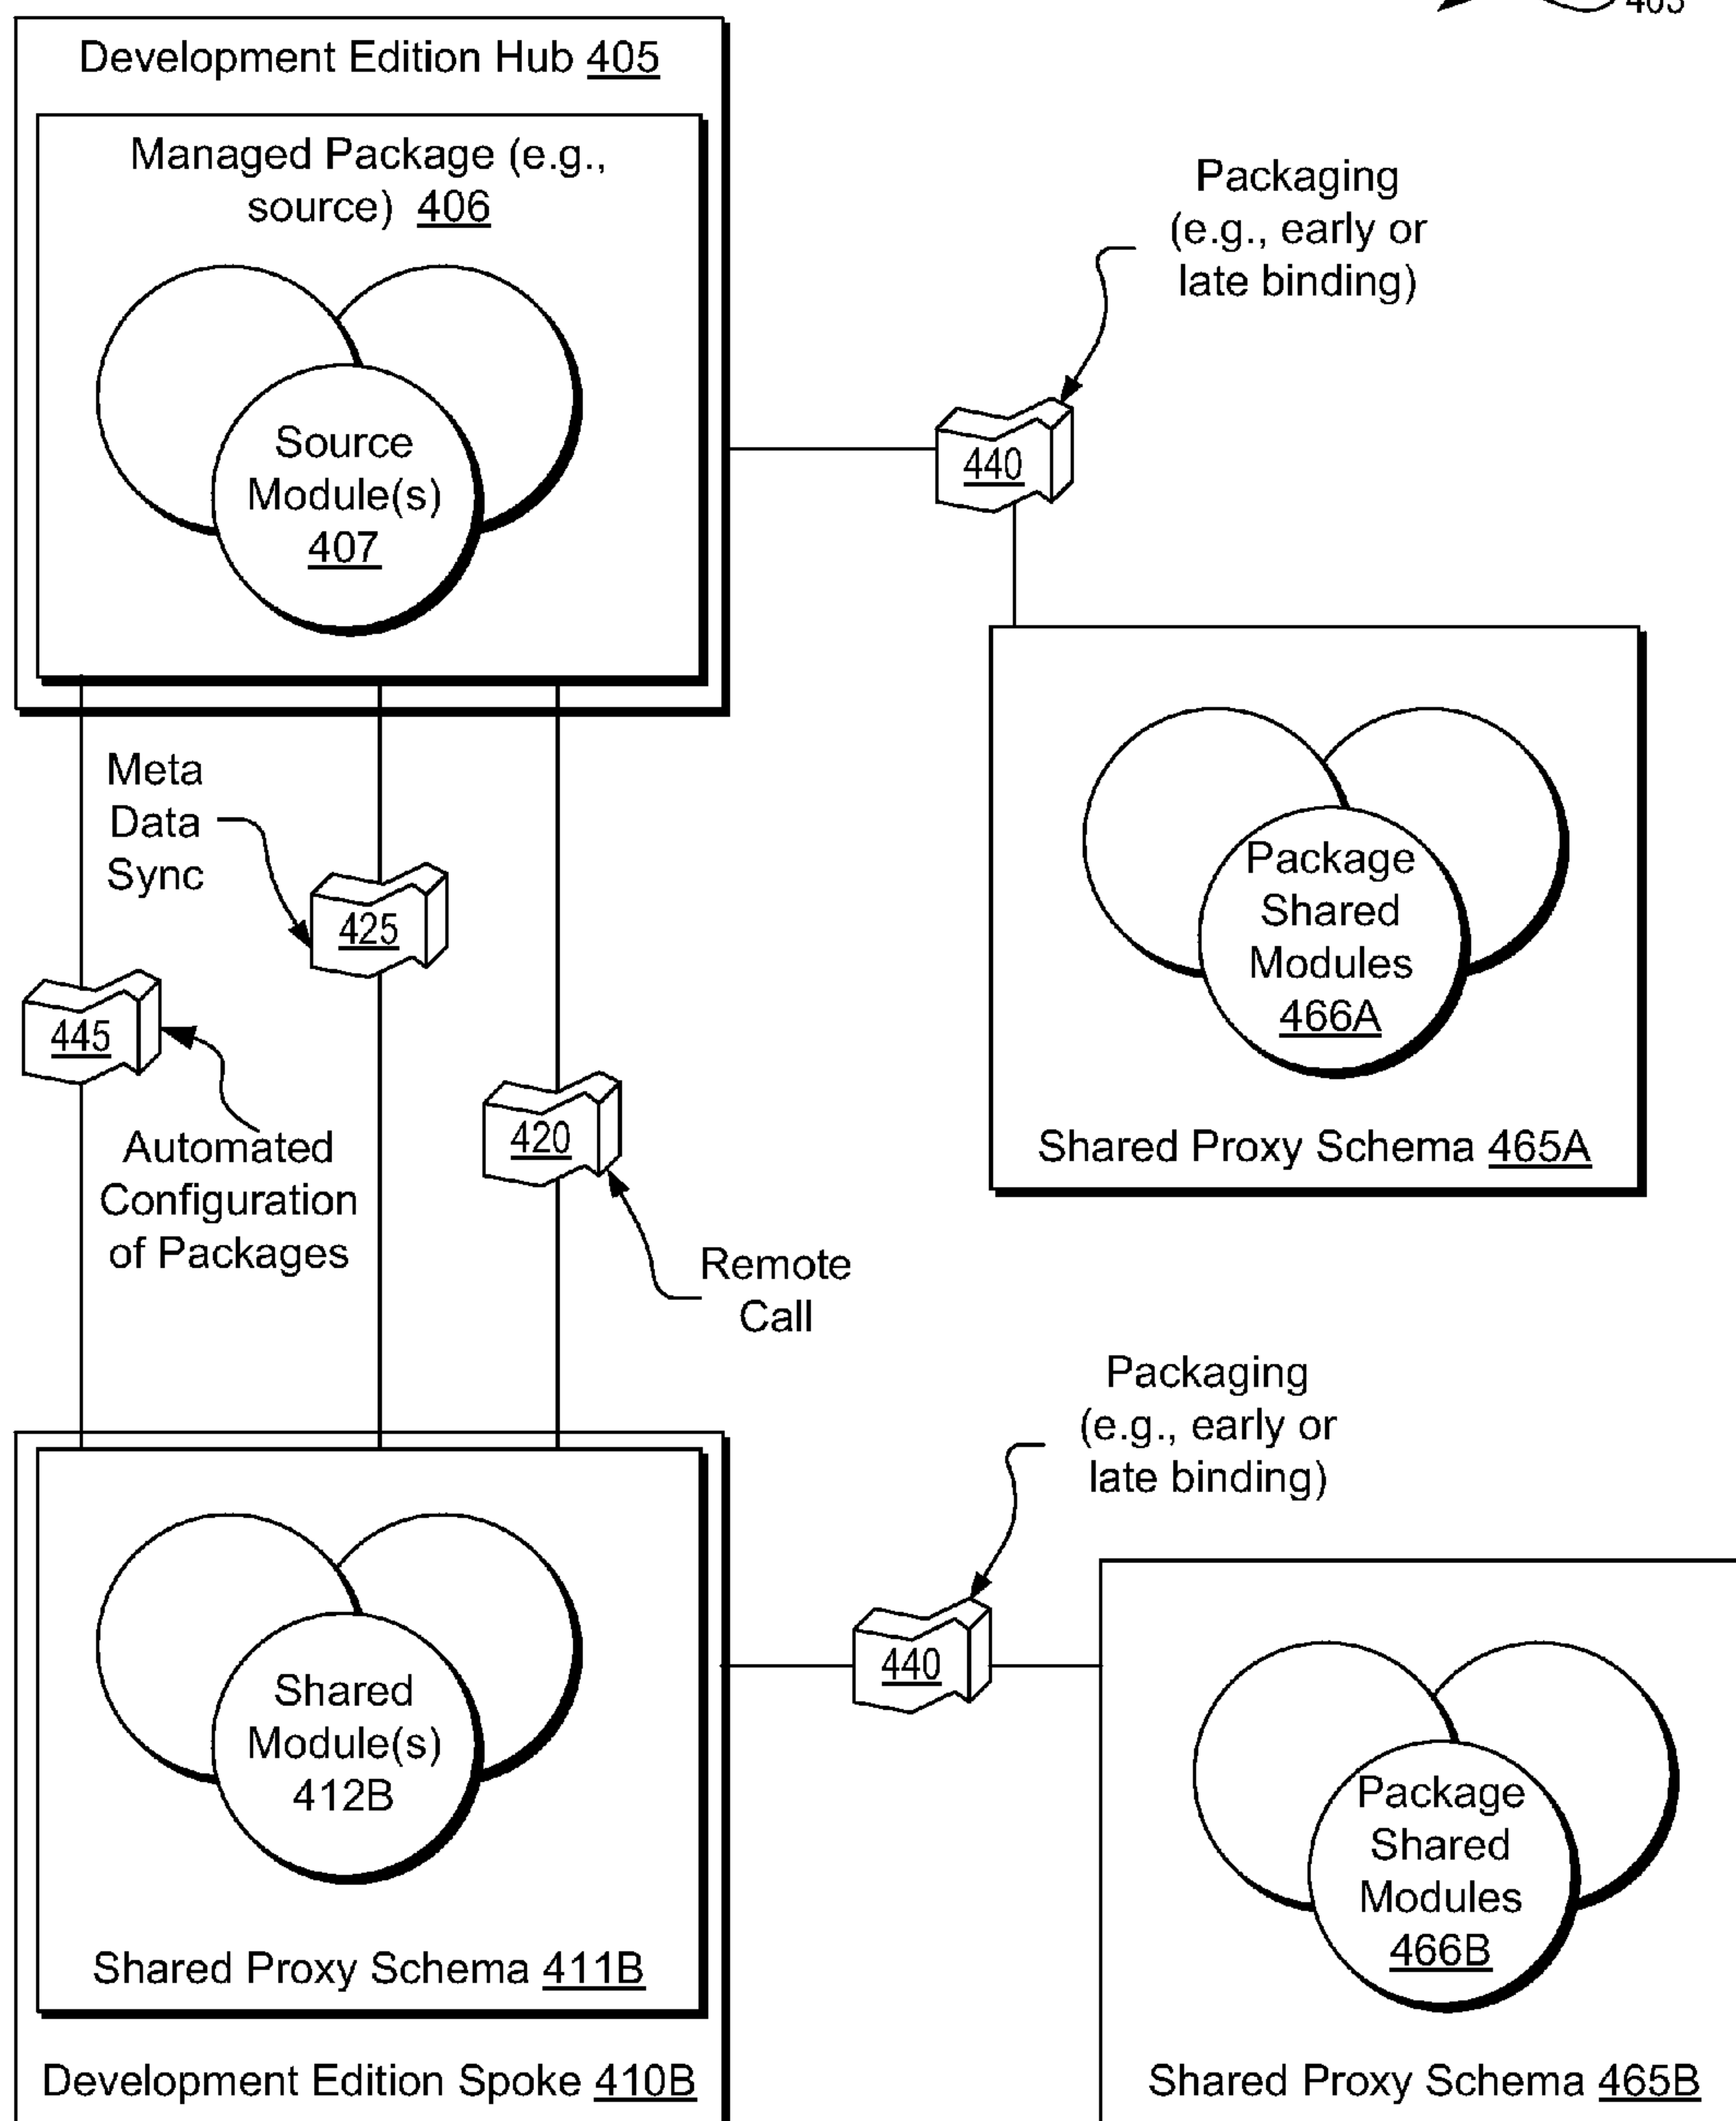 403
Development Edition Hub 405
Managed Package (e.g.,
source) 406
Source
Module(s)
407
Packaging
(e.g., early or
late binding)
440
Package
Shared
Modules
466A
Shared Proxy Schema 465A
Meta
Data
Sync
425
445
Automated
Configuration
of Packages
420
Remote
Call
Packaging
(e.g., early or
late binding)
440
Shared
Module(s)
412B
Shared Proxy Schema 411B
Development Edition Spoke 410B
Package
Shared
Modules
466B
Shared Proxy Schema 465B